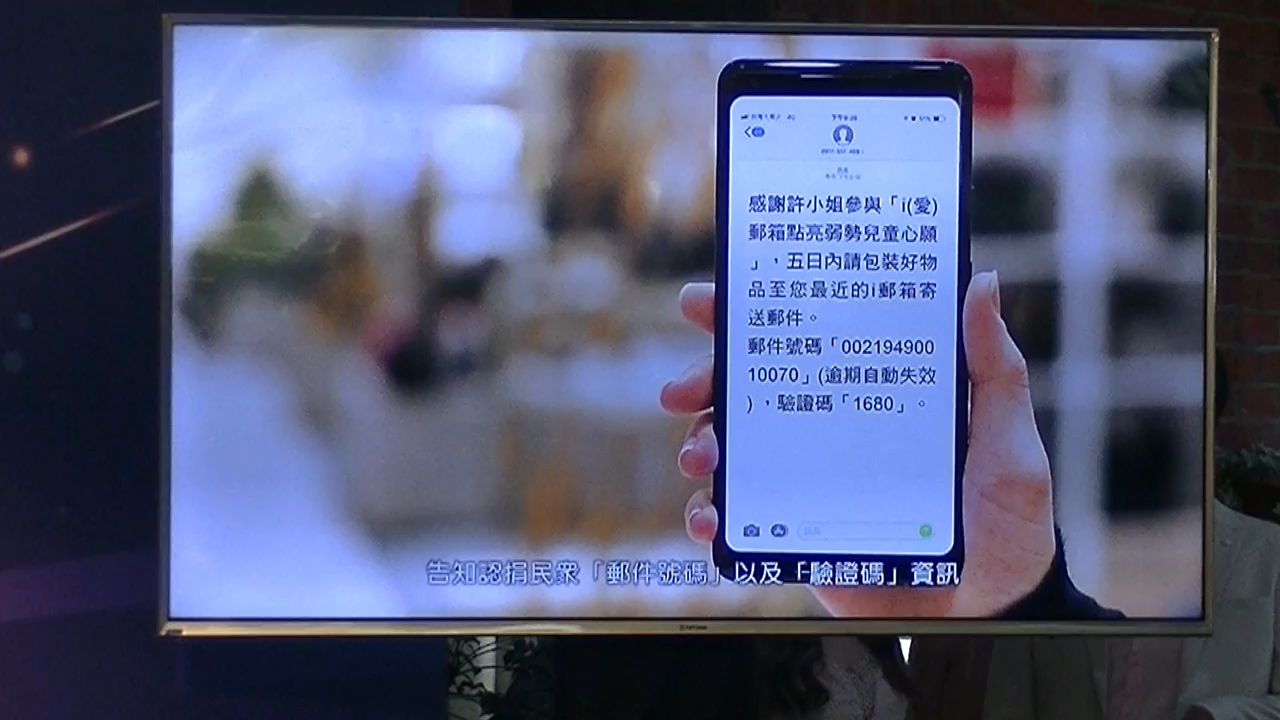 感謝許小姐參與「i(愛)
郵箱點亮弱勢兒童心願
」，五日內請包裝好物
品至您最近的i郵箱寄
送郵件。
郵件號碼「002194900
10070」(逾期自動失效
)，驗證碼「1680」。
告知認捐民眾「郵件號碼」以及「驗證碼」資訊